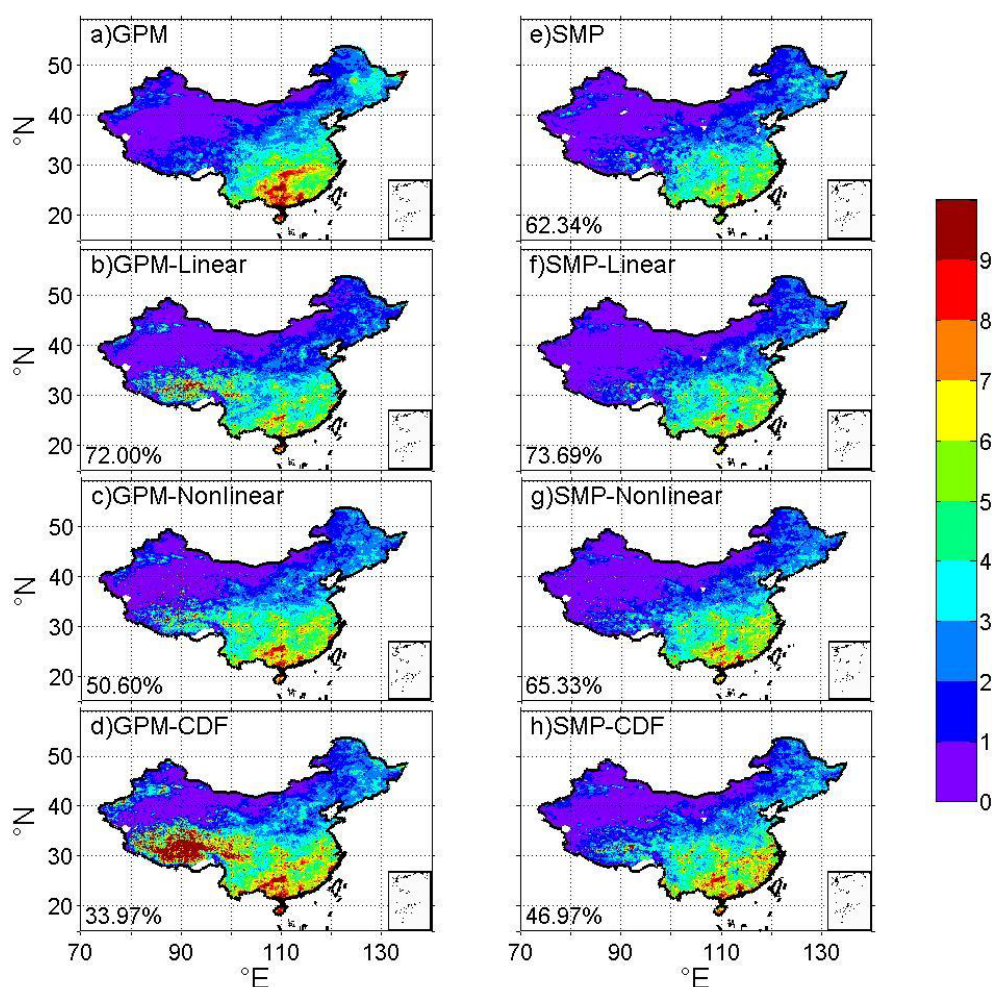 a)GPM
50
40
30
20
°N
e)SMP
62.34%
b)GPM-Linear
50
40
30
20
°N
72.00%
f)SMP-Linear
73.69%
c)GPM-Nonlinear
50
40
30
20
°N
50.60%
g)SMP-Nonlinear
65.33%
d)GPM-CDF
50
40
30
20
°N
33.97%
70 90 110 130
°E
h)SMP-CDF
46.97%
70 90 110 130
°E
9
8
7
6
5
4
3
2
1
0